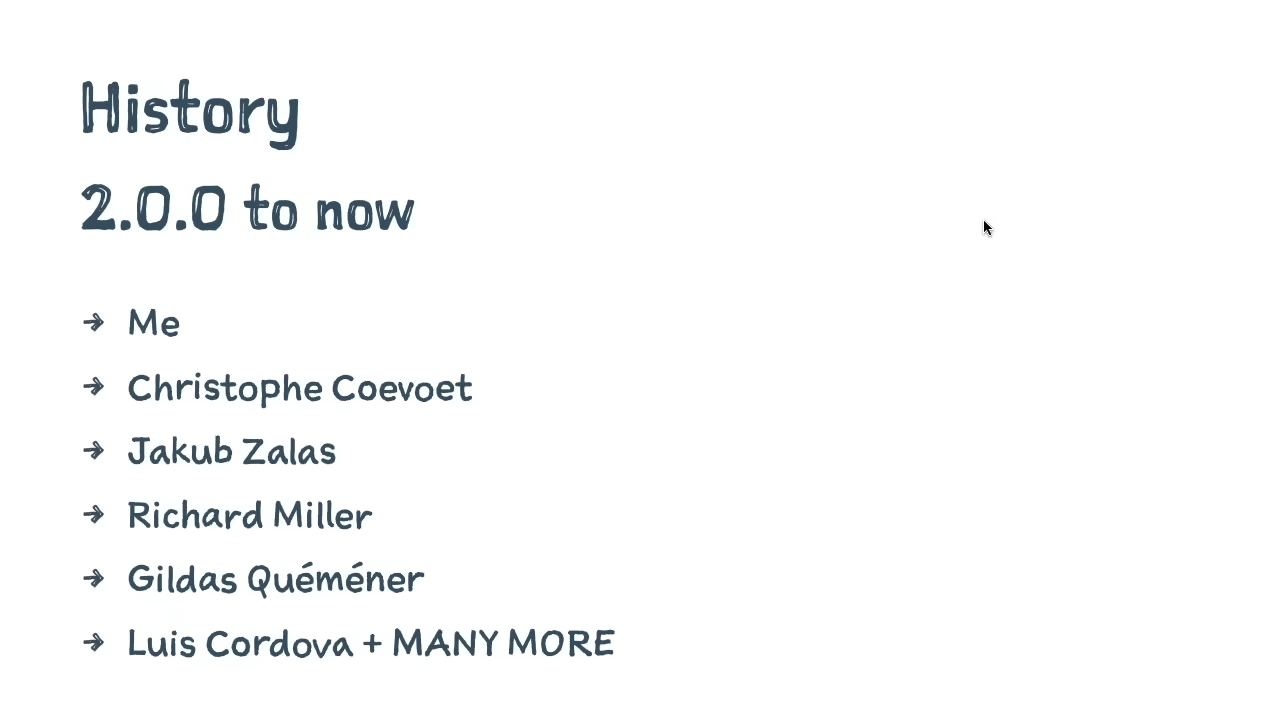 History
2.0.0 to now
→ Me
→ Christophe Coevoet
→ Jakub Zalas
→ Richard Miller
→ Gildas Quéméner
→ Luis Cordova + MANY MORE